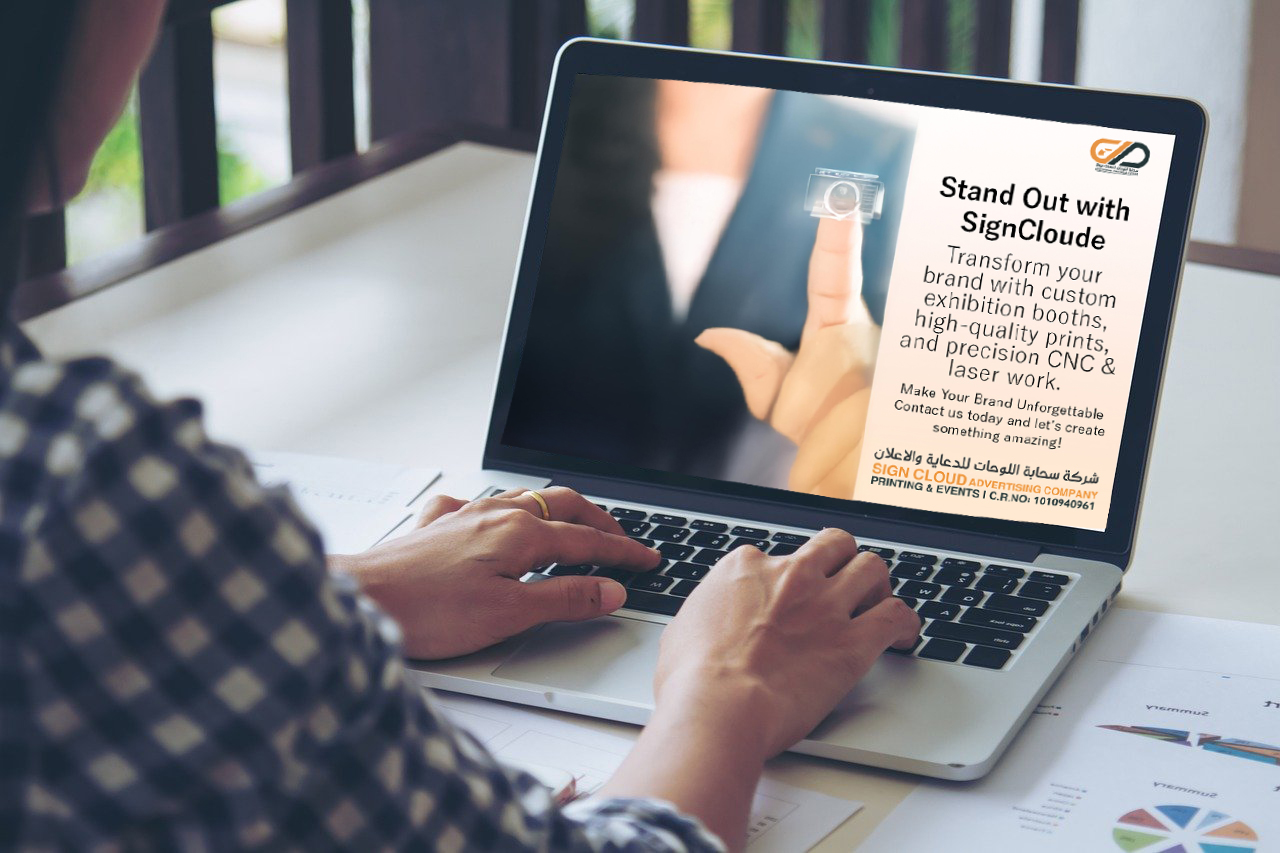 Stand Out with
SignCloude
Transform your
brand with custom
exhibition booths,
high-quality prints,
and precision CNC &
laser work.
Make Your Brand Unforgettable
Contact us today and let's create
something amazing!
شركة سحابة اللوحات للدعاية والاعلان
SIGN CLOUD ADVERTISING COMPANY
PRINTING & EVENTS I C.R.NO: 1010940961
Summary
Summary